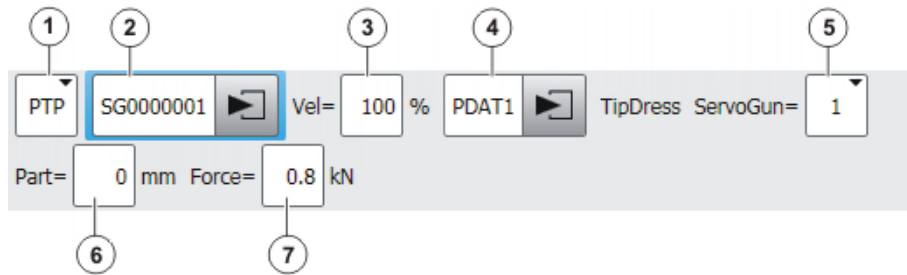 1 2 3 4 5
PTP SG0000001 Vel= 100 % PDAT1 TipDress ServoGun= 1
Part= 0 mm Force= 0.8 kN
6 7